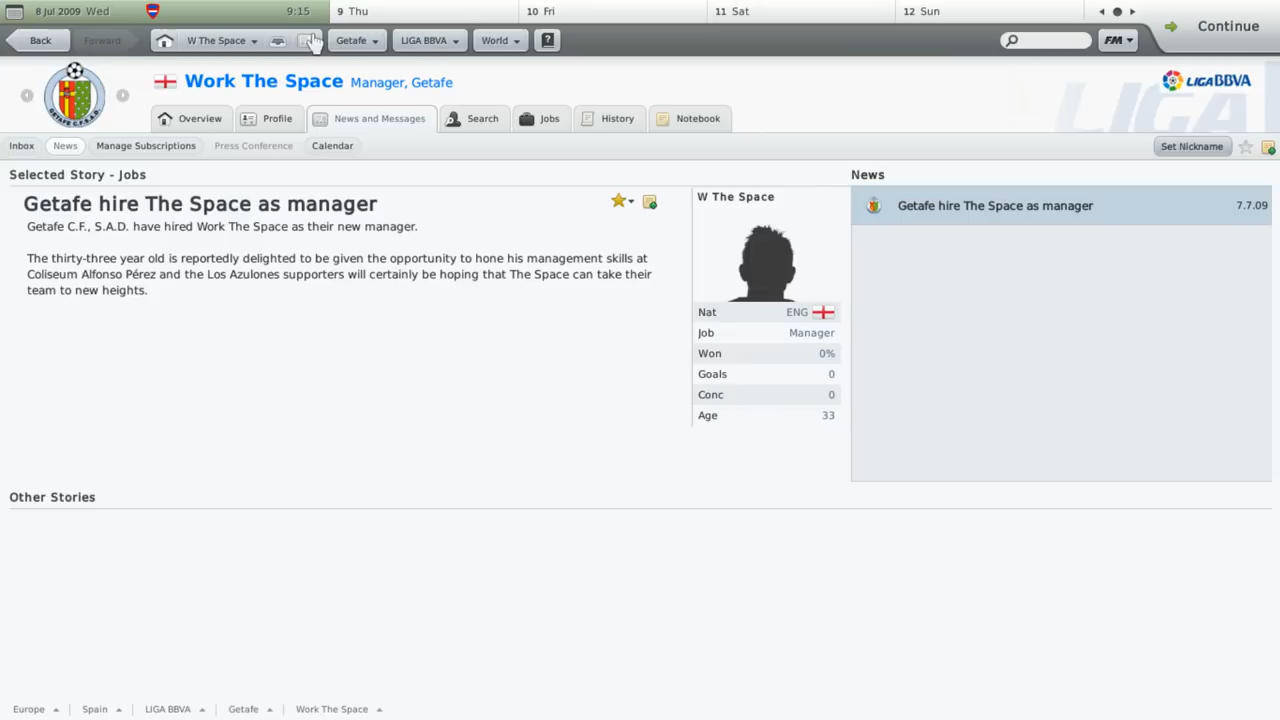 8 Jul 2009 Wed 9:15 9 Thu 10 Fri 11 Sat 12 Sun
Continue
Back Forward W The Space Getafe LIGA BBVA World ? FM
Work The Space Manager, Getafe
LIGA BBVA
GETAFE C.F. S.A.D.
Overview Profile News and Messages Search Jobs History Notebook
Inbox News Manage Subscriptions Press Conference Calendar Set Nickname
Selected Story - Jobs
Getafe hire The Space as manager
Getafe C.F., S.A.D. have hired Work The Space as their new manager.
The thirty-three year old is reportedly delighted to be given the opportunity to hone his management skills at
Coliseum Alfonso Pérez and the Los Azulones supporters will certainly be hoping that The Space can take their
team to new heights.
W The Space
Nat ENG
Job Manager
Won 0%
Goals 0
Conc 0
Age 33
News
Getafe hire The Space as manager 7.7.09
Other Stories
Europe Spain LIGA BBVA Getafe Work The Space